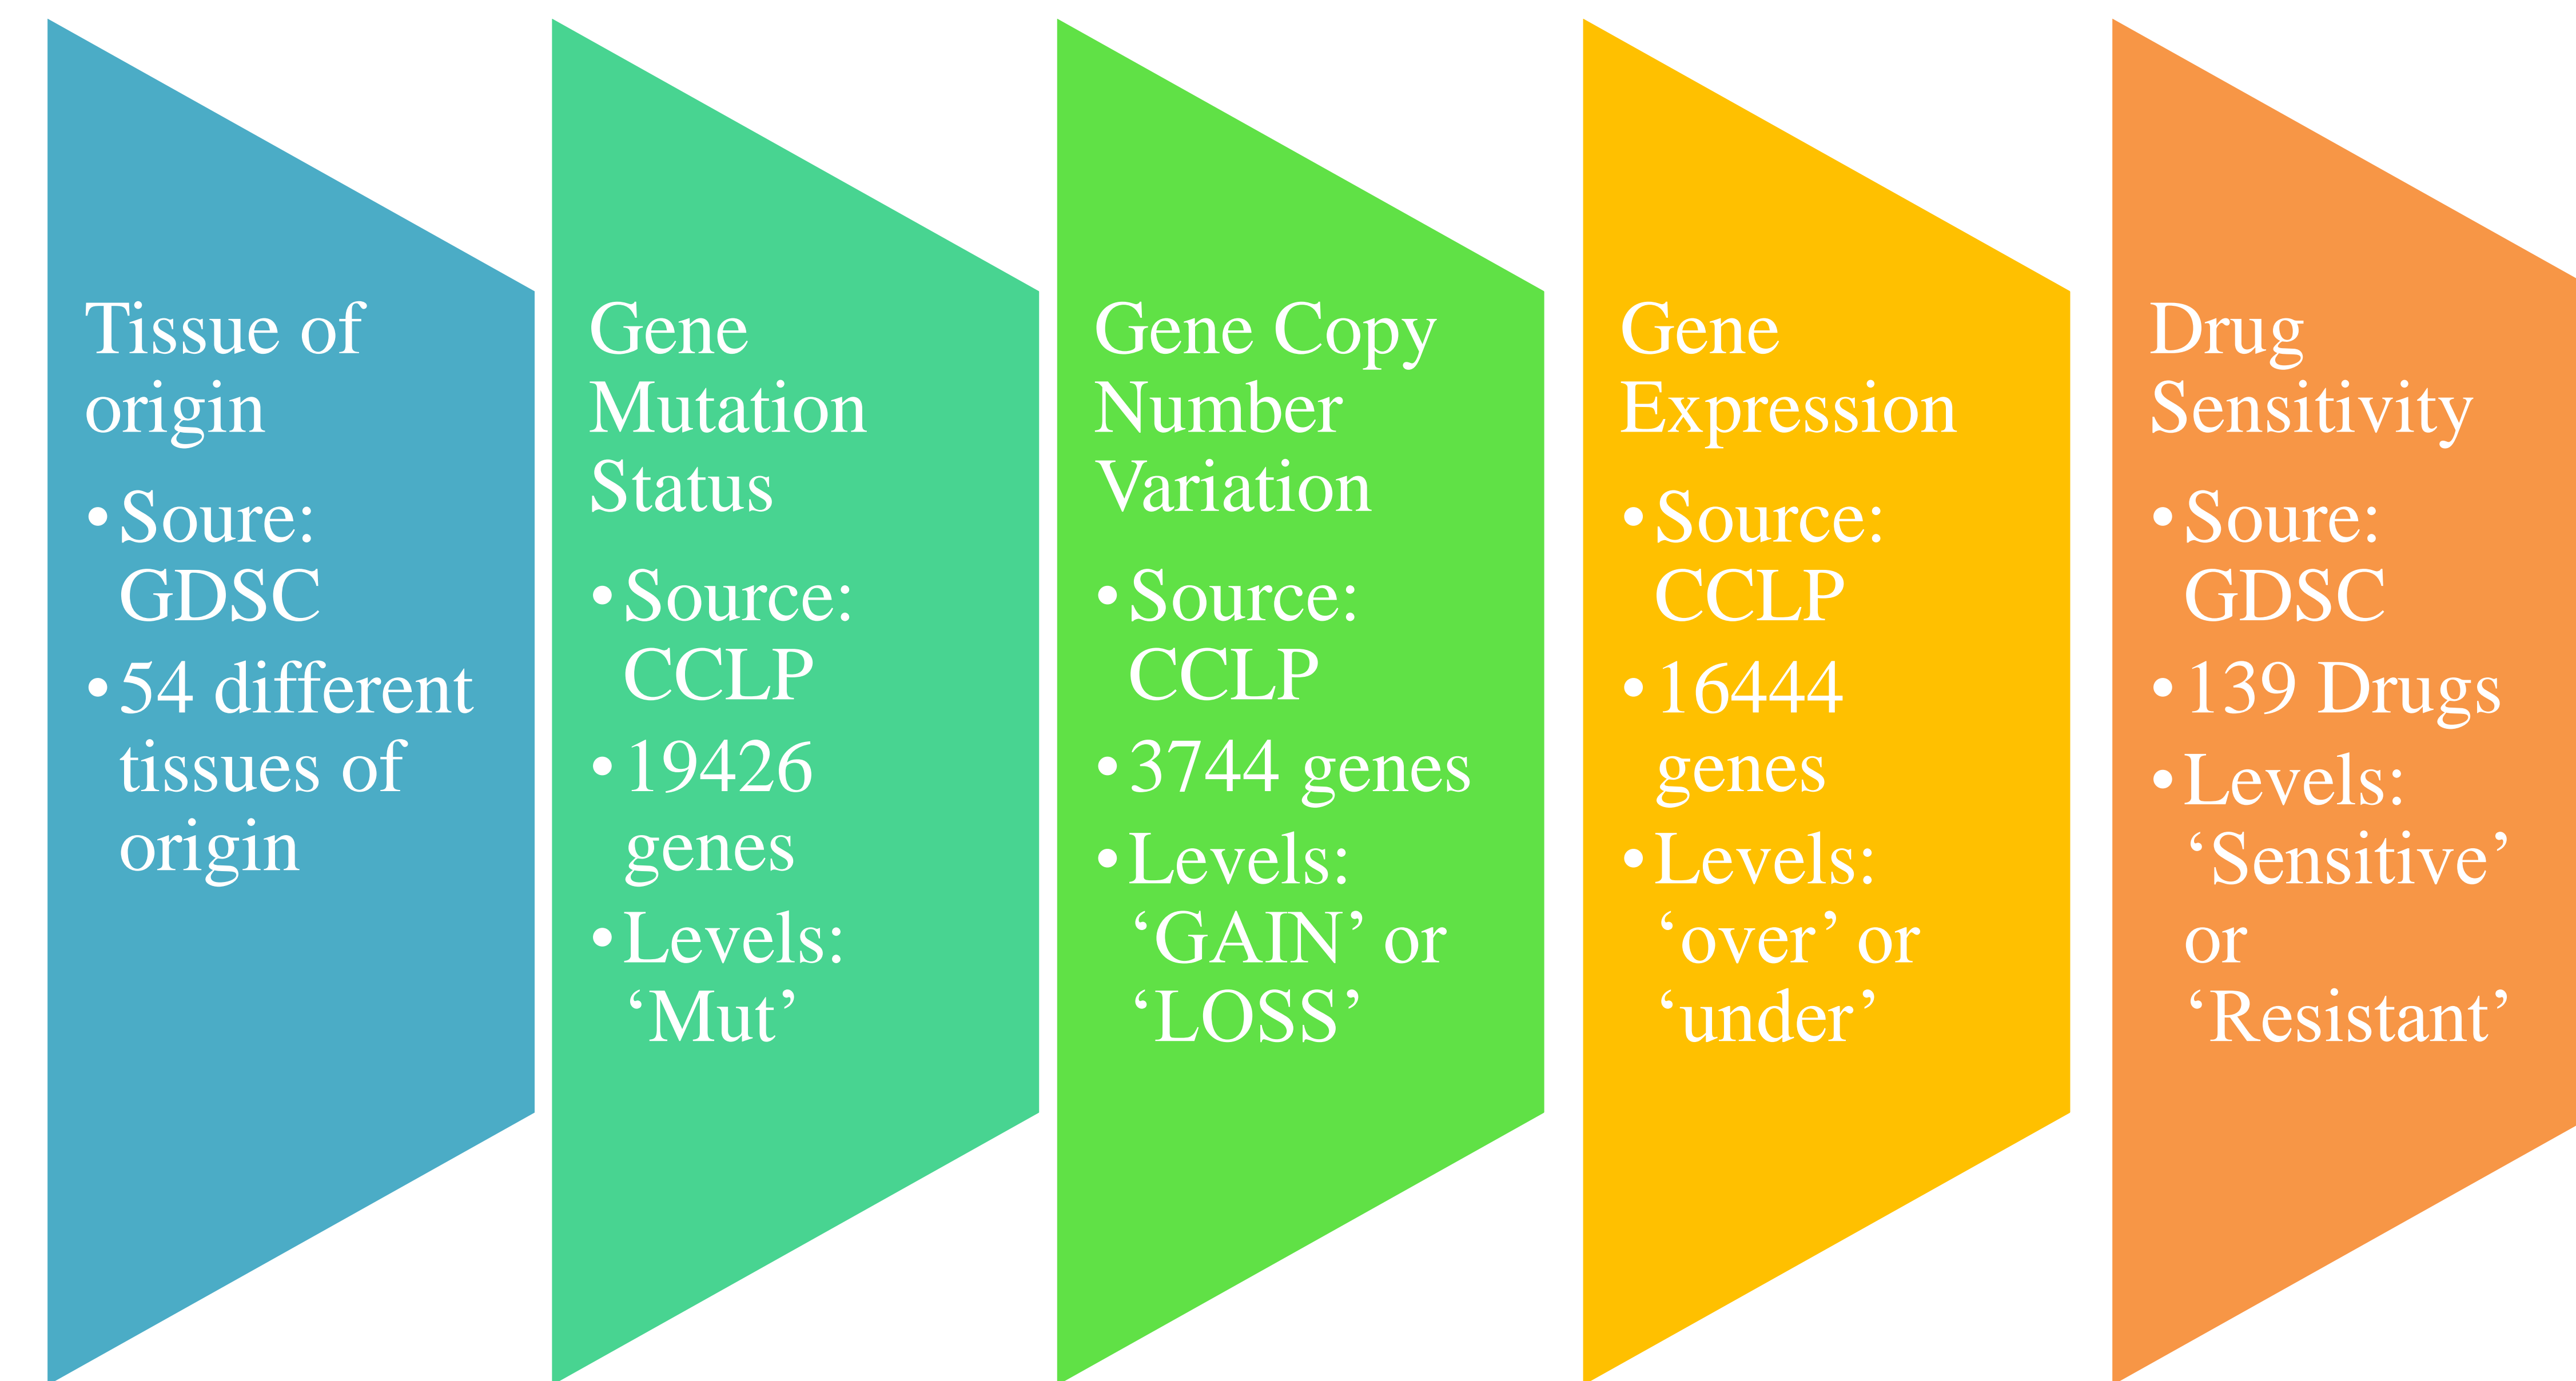 Tissue of
origin
•Soure:
GDSC
•54 different
tissues of
origin
Gene
Mutation
Status
•Source:
CCLP
•19426
genes
•Levels:
‘Mut’
Gene Copy
Number
Variation
•Source:
CCLP
•3744 genes
•Levels:
‘GAIN’ or
‘LOSS’
Gene
Expression
•Source:
CCLP
•16444
genes
•Levels:
‘over’ or
‘under’
Drug
Sensitivity
•Soure:
GDSC
•139 Drugs
•Levels:
‘Sensitive’
or
‘Resistant’